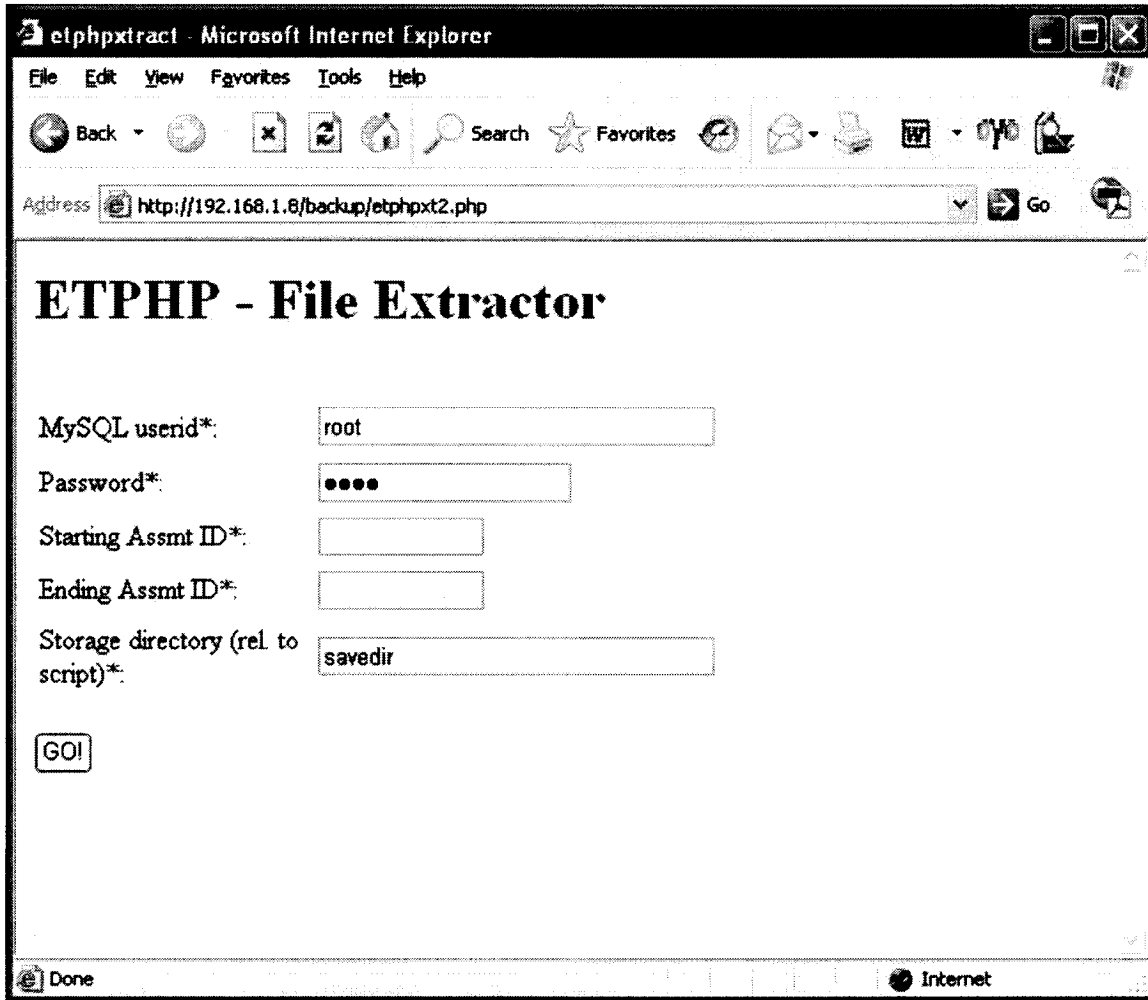 etphpxtract - Microsoft Internet Explorer
File Edit View Favorites Tools Help
Back Search Favorites
Address http://192.168.1.8/backup/etphpxt2.php Go
ETPHP - File Extractor
MySQL userid*: root
Password*: ●●●●
Starting Assmt ID*:
Ending Assmt ID*:
Storage directory (rel. to
script)*: savedir
GO!
Done Internet